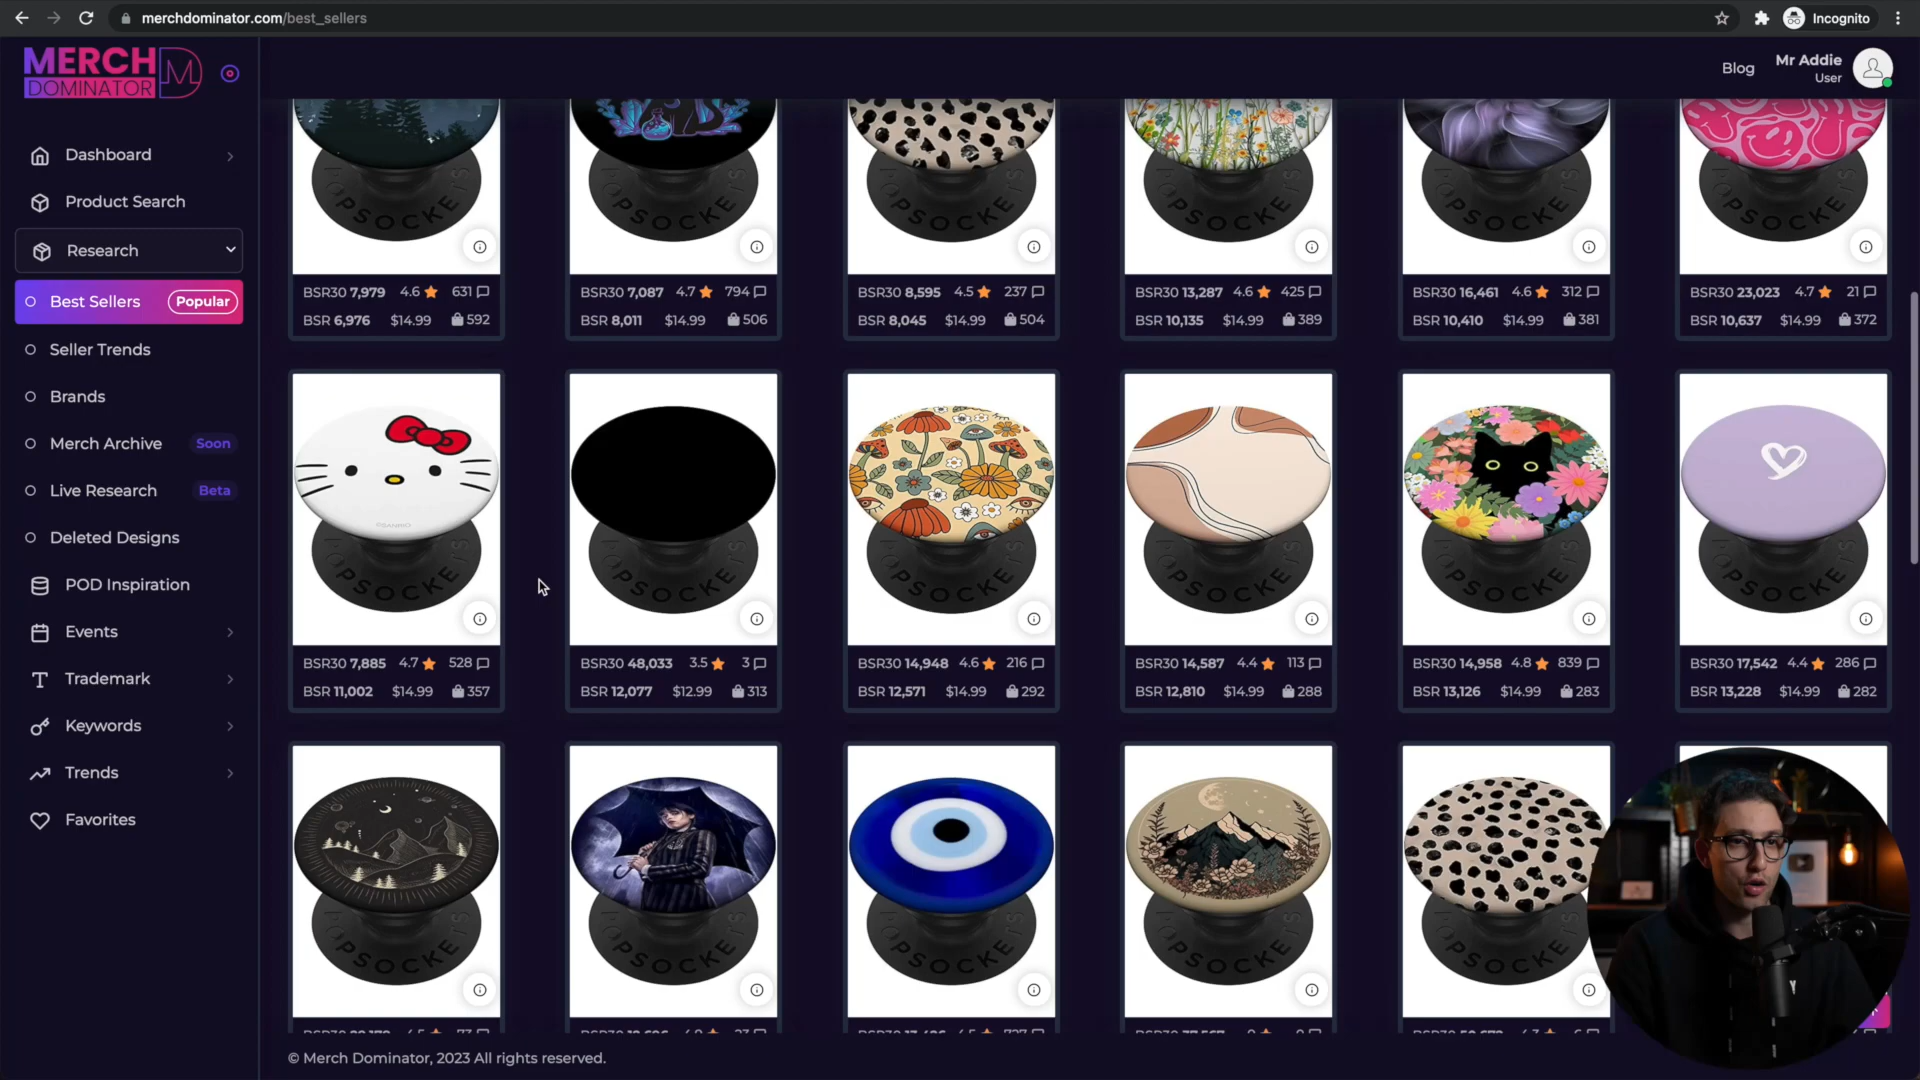 merchdominator.com/best_sellers
Incognito
MERCH
DOMINATOR
Blog
Mr Addie
User
Dashboard
Product Search
Research
Best Sellers Popular
Seller Trends
Brands
Merch Archive Soon
Live Research Beta
Deleted Designs
POD Inspiration
Events
Trademark
Keywords
Trends
Favorites
BSR30 7,979 4.6 631
BSR 6,976 $14.99 592
BSR30 7,087 4.7 794
BSR 8,011 $14.99 506
BSR30 8,595 4.5 237
BSR 8,045 $14.99 504
BSR30 13,287 4.6 425
BSR 10,135 $14.99 389
BSR30 16,461 4.6 312
BSR 10,410 $14.99 381
BSR30 23,023 4.7 21
BSR 10,637 $14.99 372
BSR30 7,885 4.7 528
BSR 11,002 $14.99 357
BSR30 48,033 3.5 3
BSR 12,077 $12.99 313
BSR30 14,948 4.6 216
BSR 12,571 $14.99 292
BSR30 14,587 4.4 113
BSR 12,810 $14.99 288
BSR30 14,958 4.8 839
BSR 13,126 $14.99 283
BSR30 17,542 4.4 286
BSR 13,228 $14.99 282
© Merch Dominator, 2023 All rights reserved.